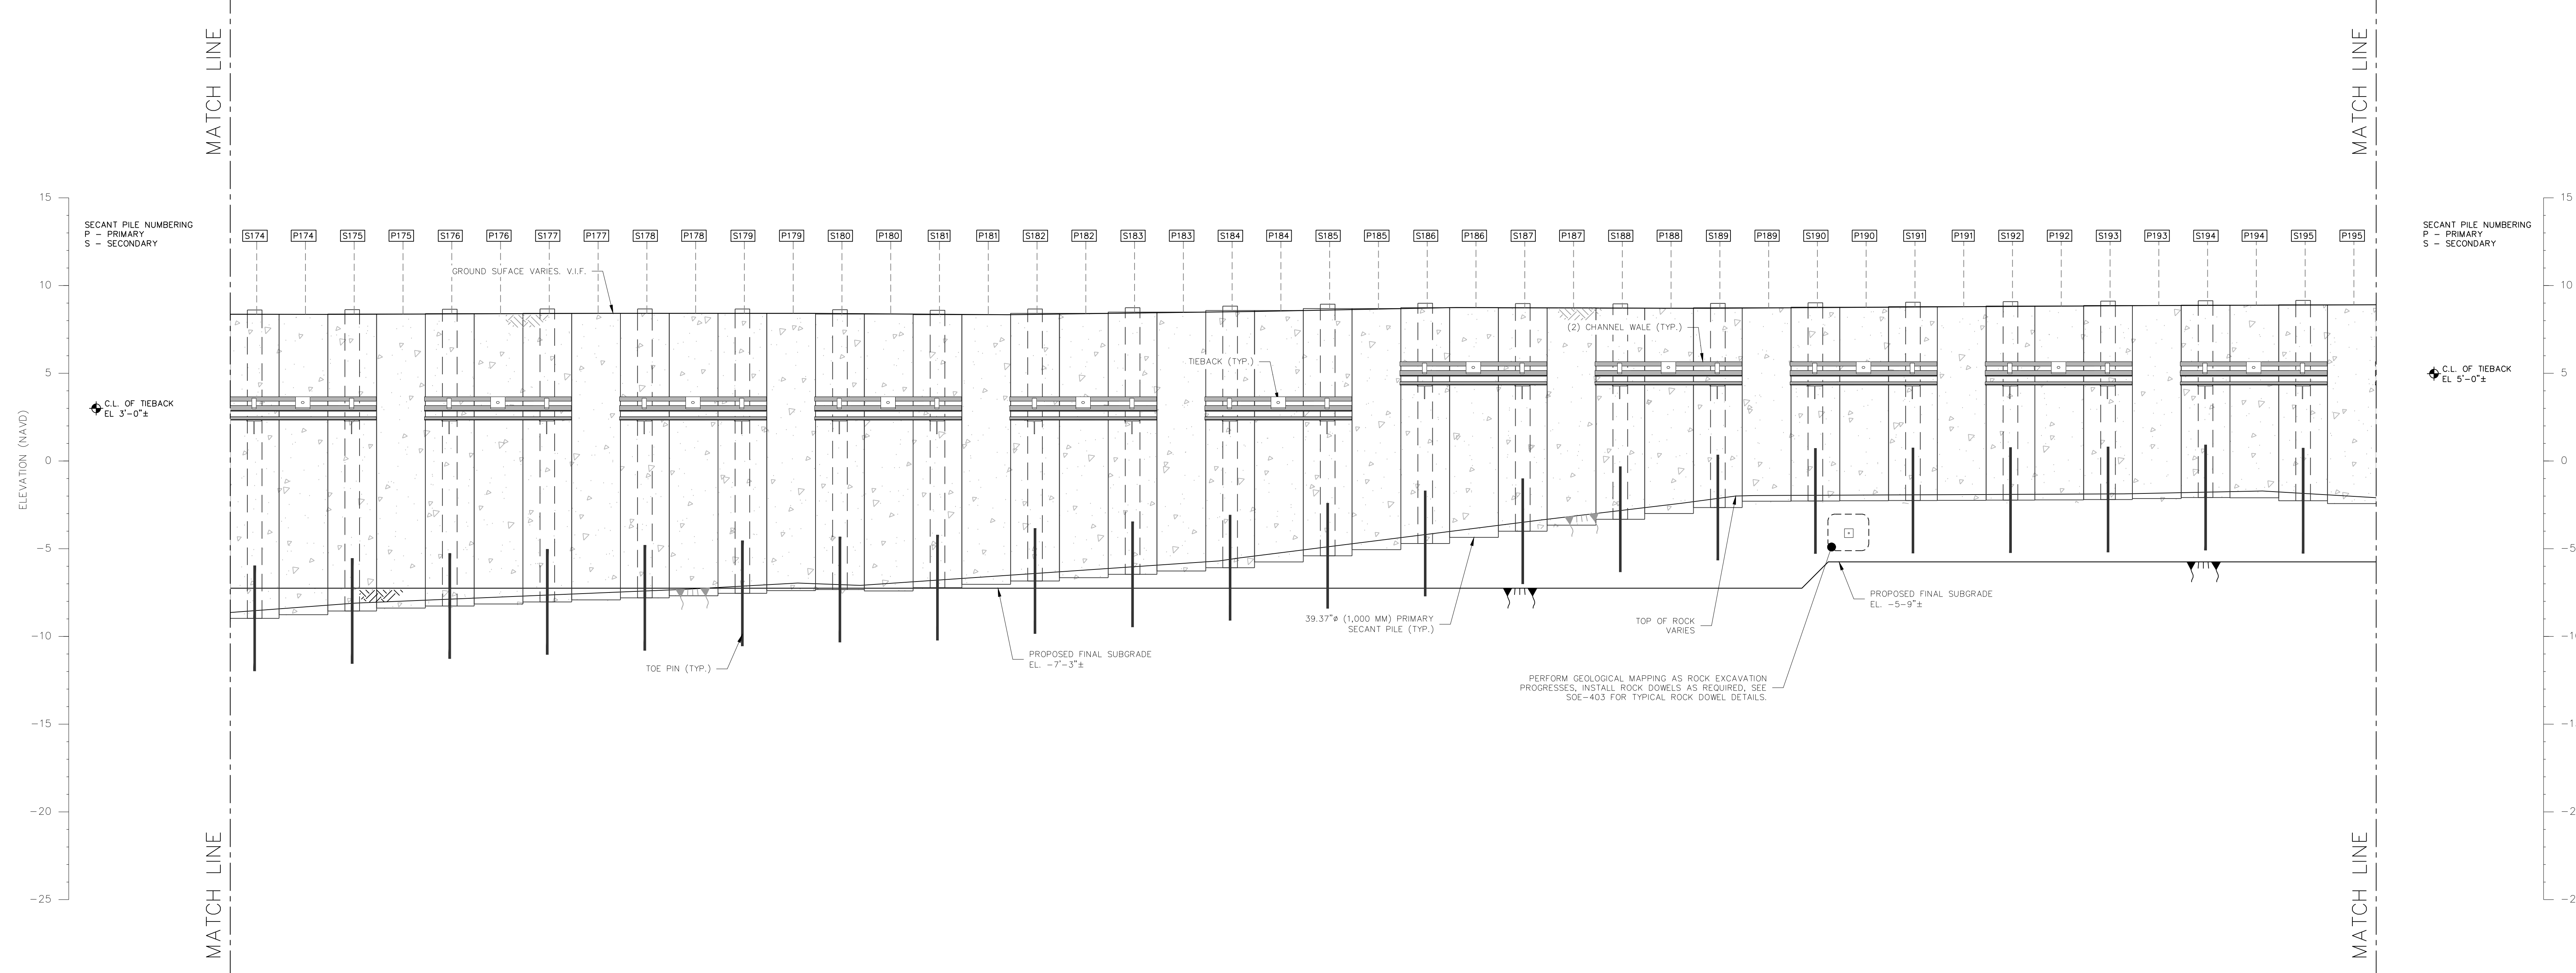 MATCH LINE
MATCH LINE
15
10
5
0
-5
-10
-15
-20
-25
ELEVATION (NAVD)
SECANT PILE NUMBERING
P - PRIMARY
S - SECONDARY
C.L. OF TIEBACK
EL 3'-0"±
S174 P174 S175 P175 S176 P176 S177 P177 S178 P178 S179 P179 S180 P180 S181 P181 S182 P182 S183 P183 S184 P184 S185 P185 S186 P186 S187 P187 S188 P188 S189 P189 S190 P190 S191 P191 S192 P192 S193 P193 S194 P194 S195 P195
GROUND SUFACE VARIES. V.I.F.
(2) CHANNEL WALE (TYP.)
TIEBACK (TYP.)
PROPOSED FINAL SUBGRADE
EL. -5-9"±
39.37"ø (1,000 MM) PRIMARY
SECANT PILE (TYP.)
TOP OF ROCK
VARIES
PROPOSED FINAL SUBGRADE
EL. -7'-3"±
TOE PIN (TYP.)
PERFORM GEOLOGICAL MAPPING AS ROCK EXCAVATION
PROGRESSES, INSTALL ROCK DOWELS AS REQUIRED, SEE
SOE-403 FOR TYPICAL ROCK DOWEL DETAILS.
SECANT PILE NUMBERING
P - PRIMARY
S - SECONDARY
C.L. OF TIEBACK
EL 5'-0"±
15
10
5
0
-5
MATCH LINE
MATCH LINE